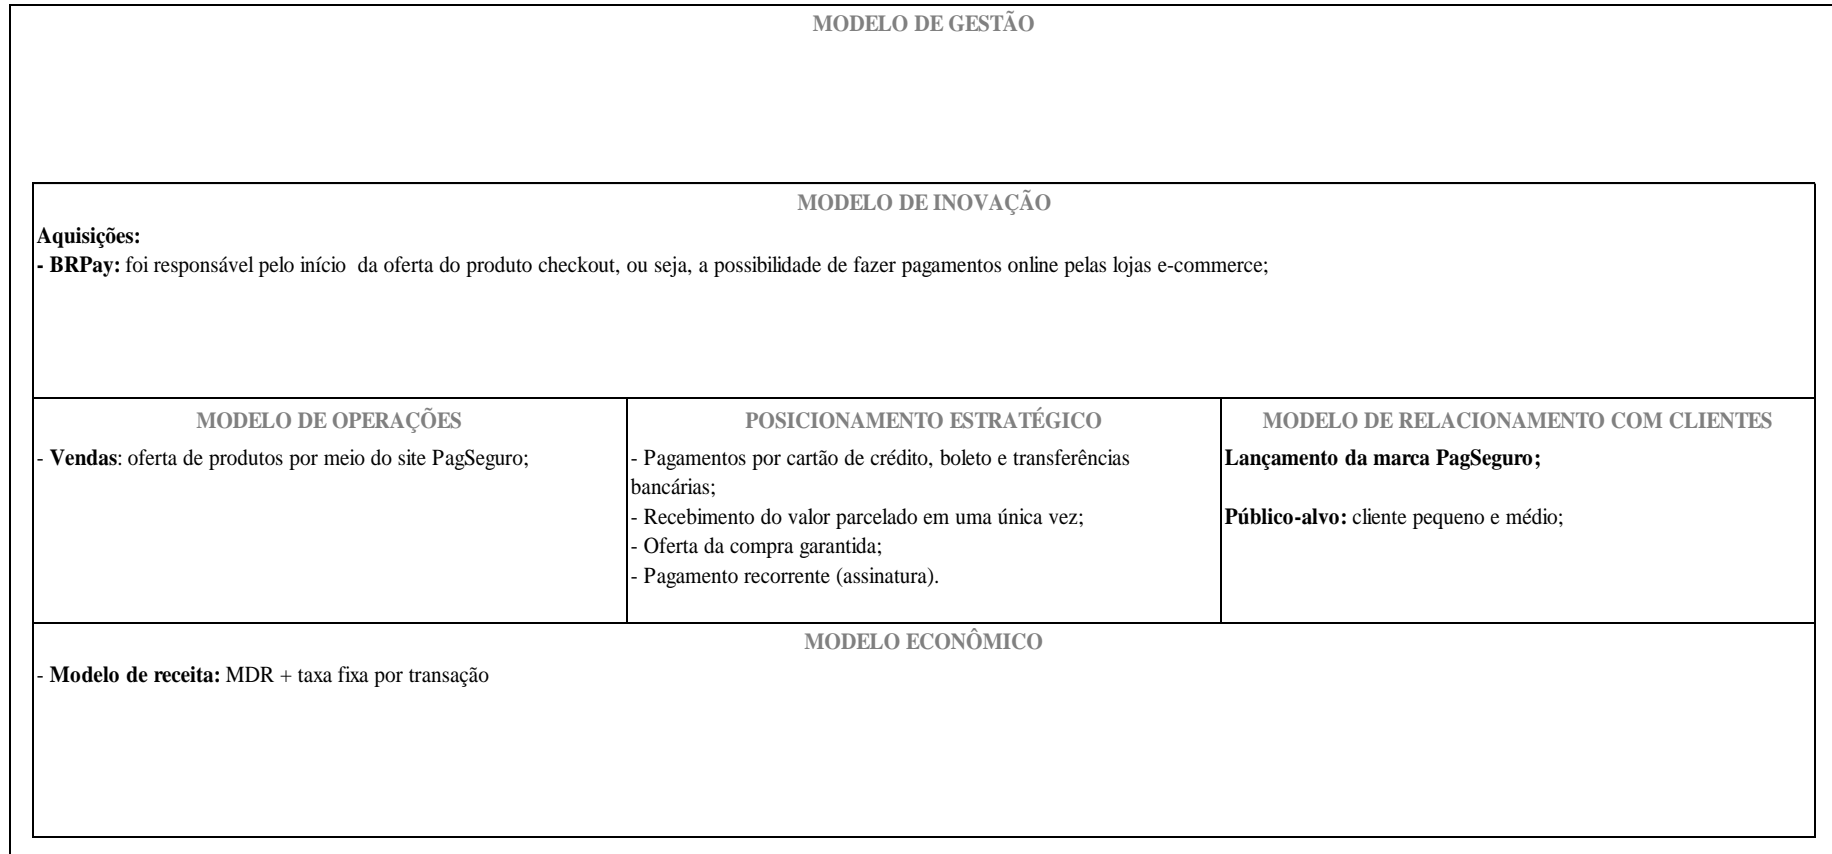 MODELO DE GESTÃO
MODELO DE INOVAÇÃO
Aquisições:
- BRPay: foi responsável pelo início  da oferta do produto checkout, ou seja, a possibilidade de fazer pagamentos online pelas lojas e-commerce;
MODELO DE OPERAÇÕES
- Vendas: oferta de produtos por meio do site PagSeguro;
POSICIONAMENTO ESTRATÉGICO
- Pagamentos por cartão de crédito, boleto e transferências
bancárias;
- Recebimento do valor parcelado em uma única vez;
- Oferta da compra garantida;
- Pagamento recorrente (assinatura).
MODELO DE RELACIONAMENTO COM CLIENTES
Lançamento da marca PagSeguro;
Público-alvo: cliente pequeno e médio;
MODELO ECONÔMICO
- Modelo de receita: MDR + taxa fixa por transação